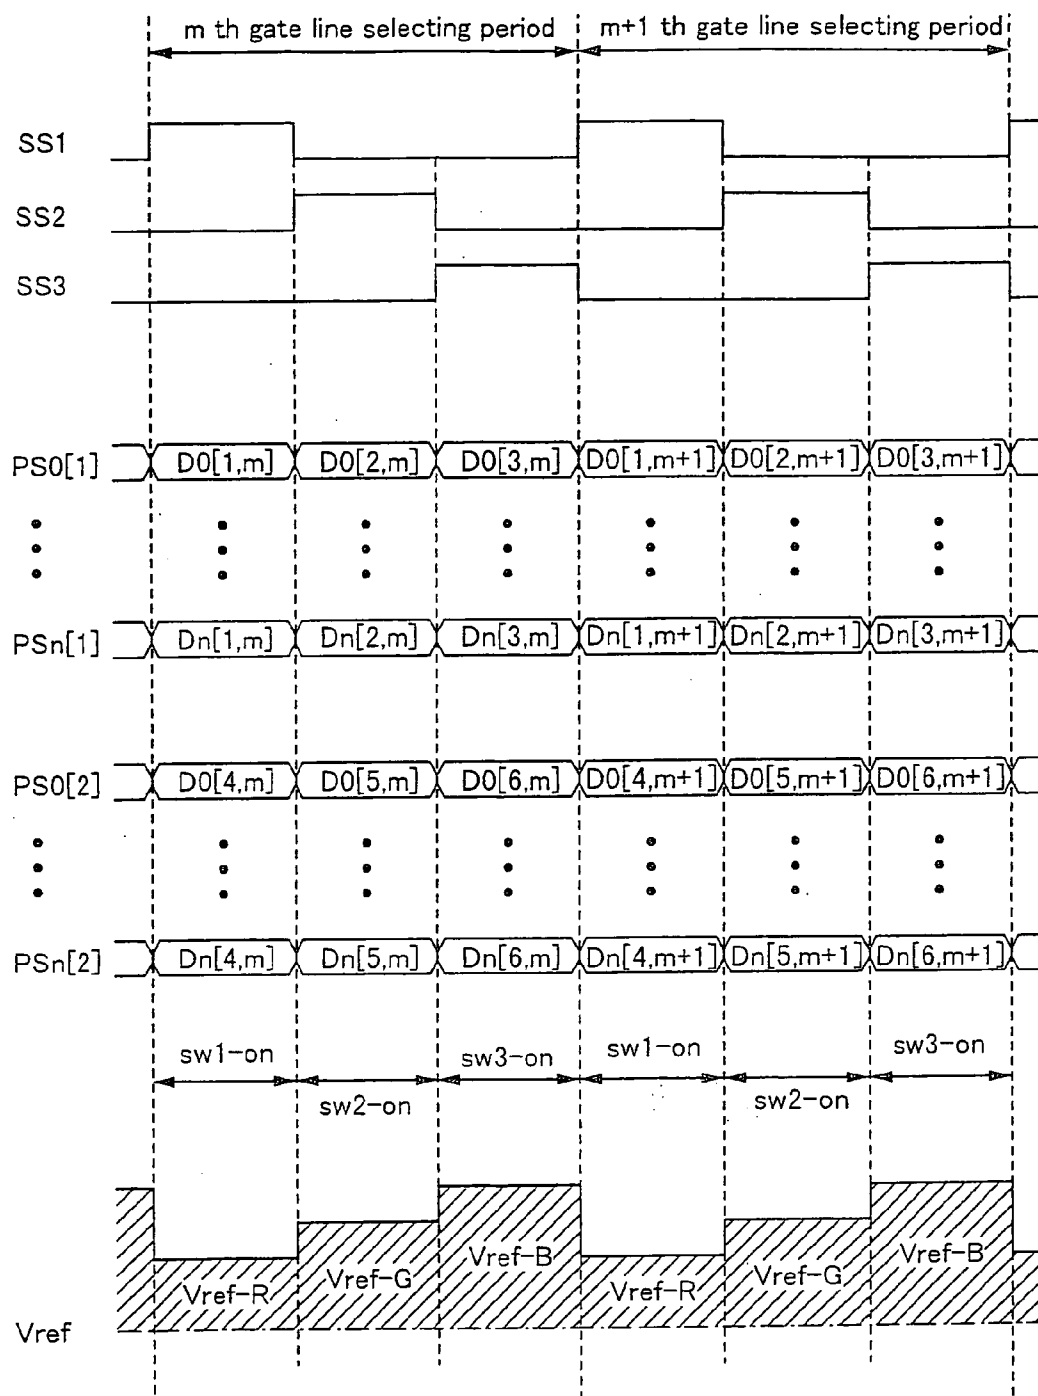 m th gate line selecting period m+1 th gate line selecting period
SS1
SS2
SS3
PS0[1] D0[1,m] D0[2,m] D0[3,m] D0[1,m+1] D0[2,m+1] D0[3,m+1]
PSn[1] Dn[1,m] Dn[2,m] Dn[3,m] Dn[1,m+1] Dn[2,m+1] Dn[3,m+1]
PS0[2] D0[4,m] D0[5,m] D0[6,m] D0[4,m+1] D0[5,m+1] D0[6,m+1]
PSn[2] Dn[4,m] Dn[5,m] Dn[6,m] Dn[4,m+1] Dn[5,m+1] Dn[6,m+1]
sw1-on sw3-on sw1-on sw3-on
sw2-on sw2-on
Vref-R Vref-G Vref-B Vref-R Vref-G Vref-B
Vref